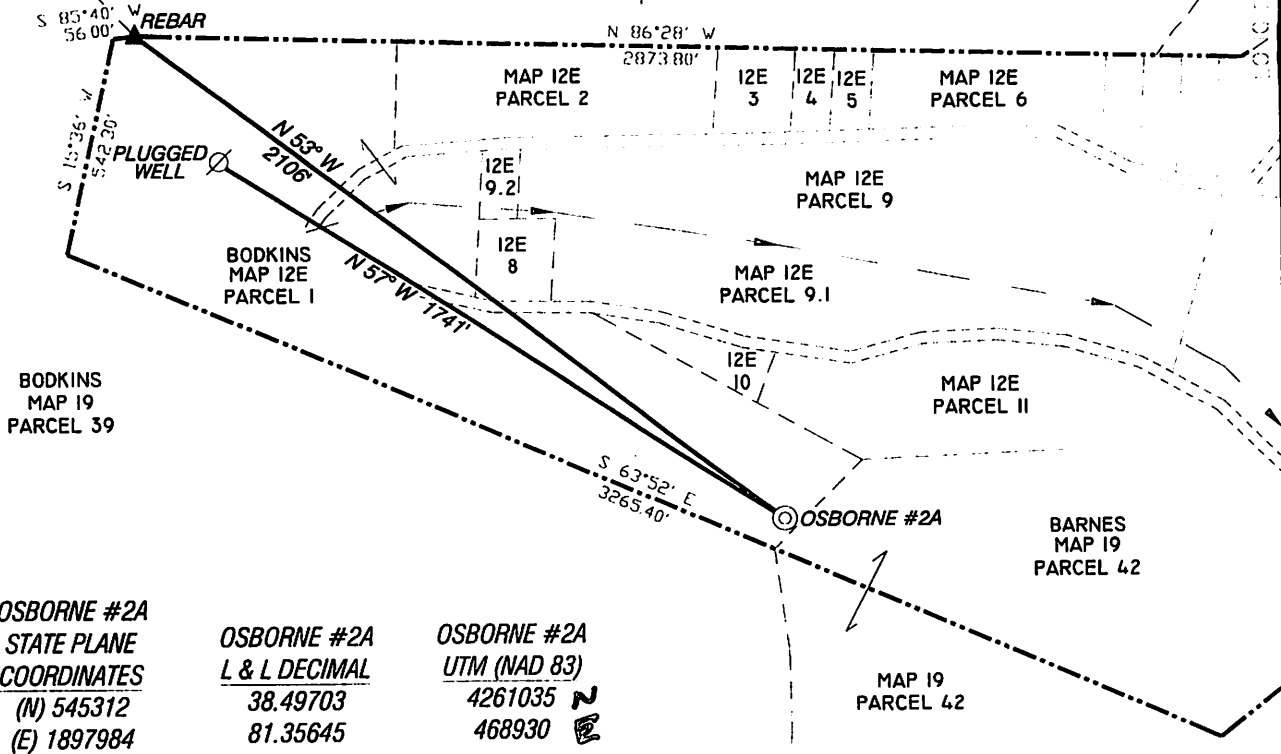 S 85°40' W
56.00'
REBAR
N 86°28' W
2873.80'
MAP 12E
PARCEL 2
12E
3
12E
4
12E
5
MAP 12E
PARCEL 6
S 15°36' W
542.30'
PLUGGED
WELL
N 53° W
2106'
12E
9.2
MAP 12E
PARCEL 9
12E
8
BODKINS
MAP 12E
PARCEL 1
N 57° W 1741'
MAP 12E
PARCEL 9.1
12E
10
MAP 12E
PARCEL 11
BODKINS
MAP 19
PARCEL 39
S 63°52' E
3265.40'
OSBORNE #2A
BARNES
MAP 19
PARCEL 42
MAP 19
PARCEL 42
OSBORNE #2A
STATE PLANE
COORDINATES
(N) 545312
(E) 1897984
OSBORNE #2A
L & L DECIMAL
38.49703
81.35645
OSBORNE #2A
UTM (NAD 83)
4261035 N
468930 E